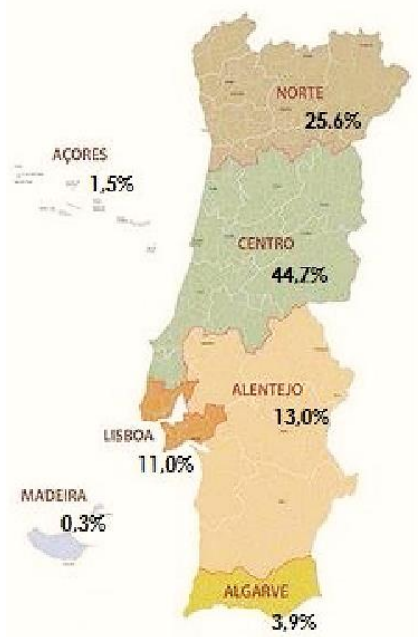 NORTE
25.6%
AÇORES
1,5%
CENTRO
44,7%
ALENTEJO
13,0%
LISBOA
11.0%
MADEIRA
0.3%
ALGARVE
3,9%